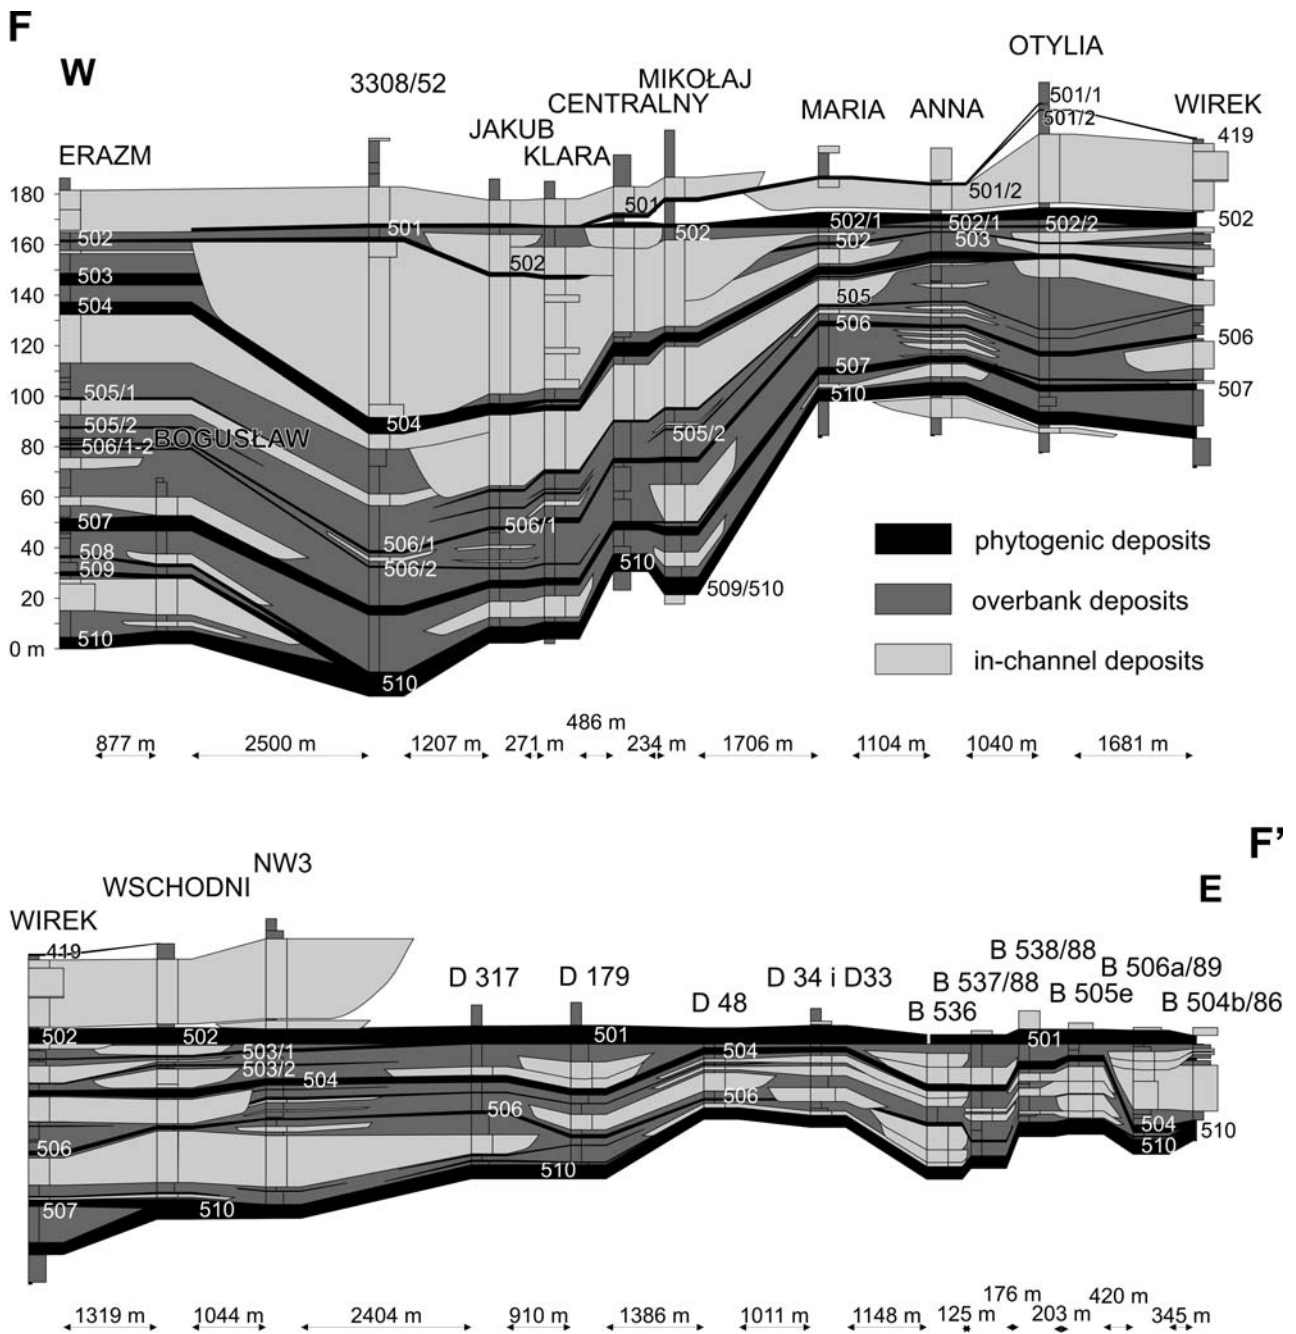 F
W
3308/52
ERAZM
JAKUB
KLARA
CENTRALNY
MIKOŁAJ
MARIA
ANNA
OTYLIA
WIREK
501/1
501/2
419
180
160
140
120
100
80
60
40
20
0 m
502
503
504
505/1
505/2
506/1-2
BOGUSŁAW
507
508
509
510
501
504
506/1
506/2
510
502
506/1
501
510
502
505/2
509/510
502/1
502
505
506
507
510
501/2
502/1
503
502/2
502
506
507
phytogenic deposits
overbank deposits
in-channel deposits
877 m
2500 m
1207 m
271 m
486 m
234 m
1706 m
1104 m
1040 m
1681 m
F’
E
WIREK
WSCHODNI
NW3
D 317
D 179
D 48
D 34 i D33
B 536
B 537/88
B 538/88
B 505e
B 506a/89
B 504b/86
419
502
502
503/1
503/2
504
506
507
510
501
506
510
504
506
501
504
510
510
1319 m
1044 m
2404 m
910 m
1386 m
1011 m
1148 m
125 m
176 m
203 m
420 m
345 m